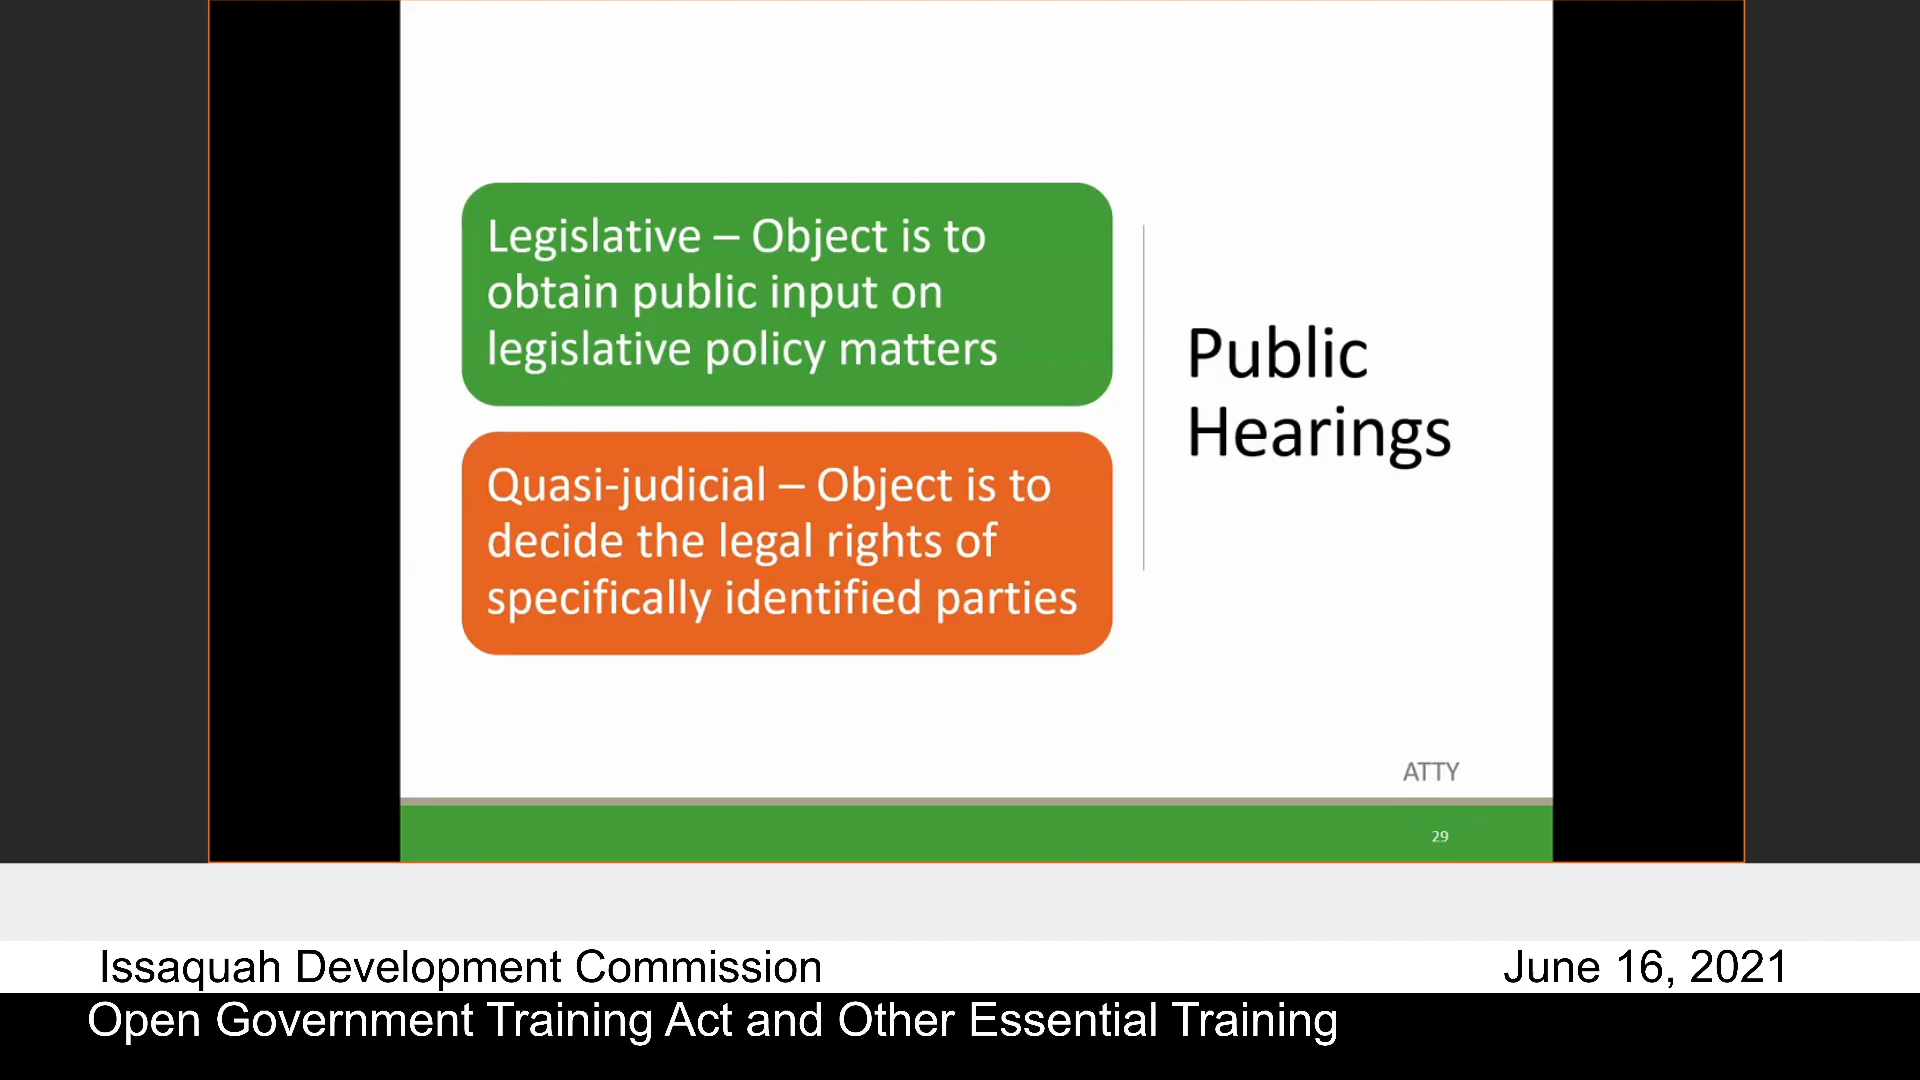 Legislative – Object is to
obtain public input on
legislative policy matters
Quasi-judicial – Object is to
decide the legal rights of
specifically identified parties
Public
Hearings
ATTY
29
Issaquah Development Commission
June 16, 2021
Open Government Training Act and Other Essential Training